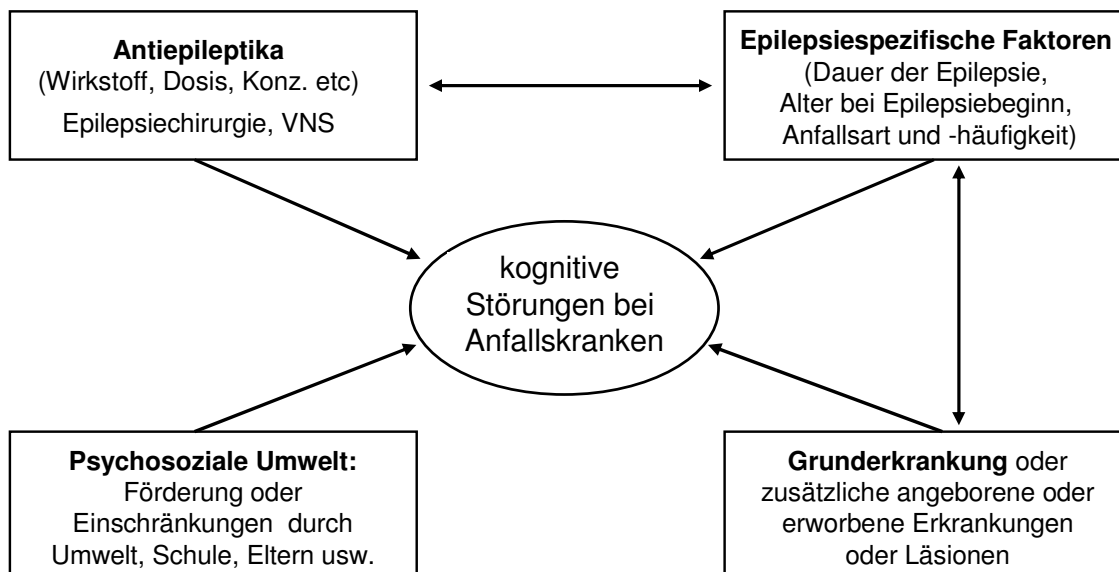 Antiepileptika
(Wirkstoff, Dosis, Konz. etc)
Epilepsiechirurgie, VNS
Epilepsiespezifische Faktoren
(Dauer der Epilepsie,
Alter bei Epilepsiebeginn,
Anfallsart und -häufigkeit)
kognitive
Störungen bei
Anfallskranken
Psychosoziale Umwelt:
Förderung oder
Einschränkungen durch
Umwelt, Schule, Eltern usw.
Grunderkrankung oder
zusätzliche angeborene oder
erworbene Erkrankungen
oder Läsionen